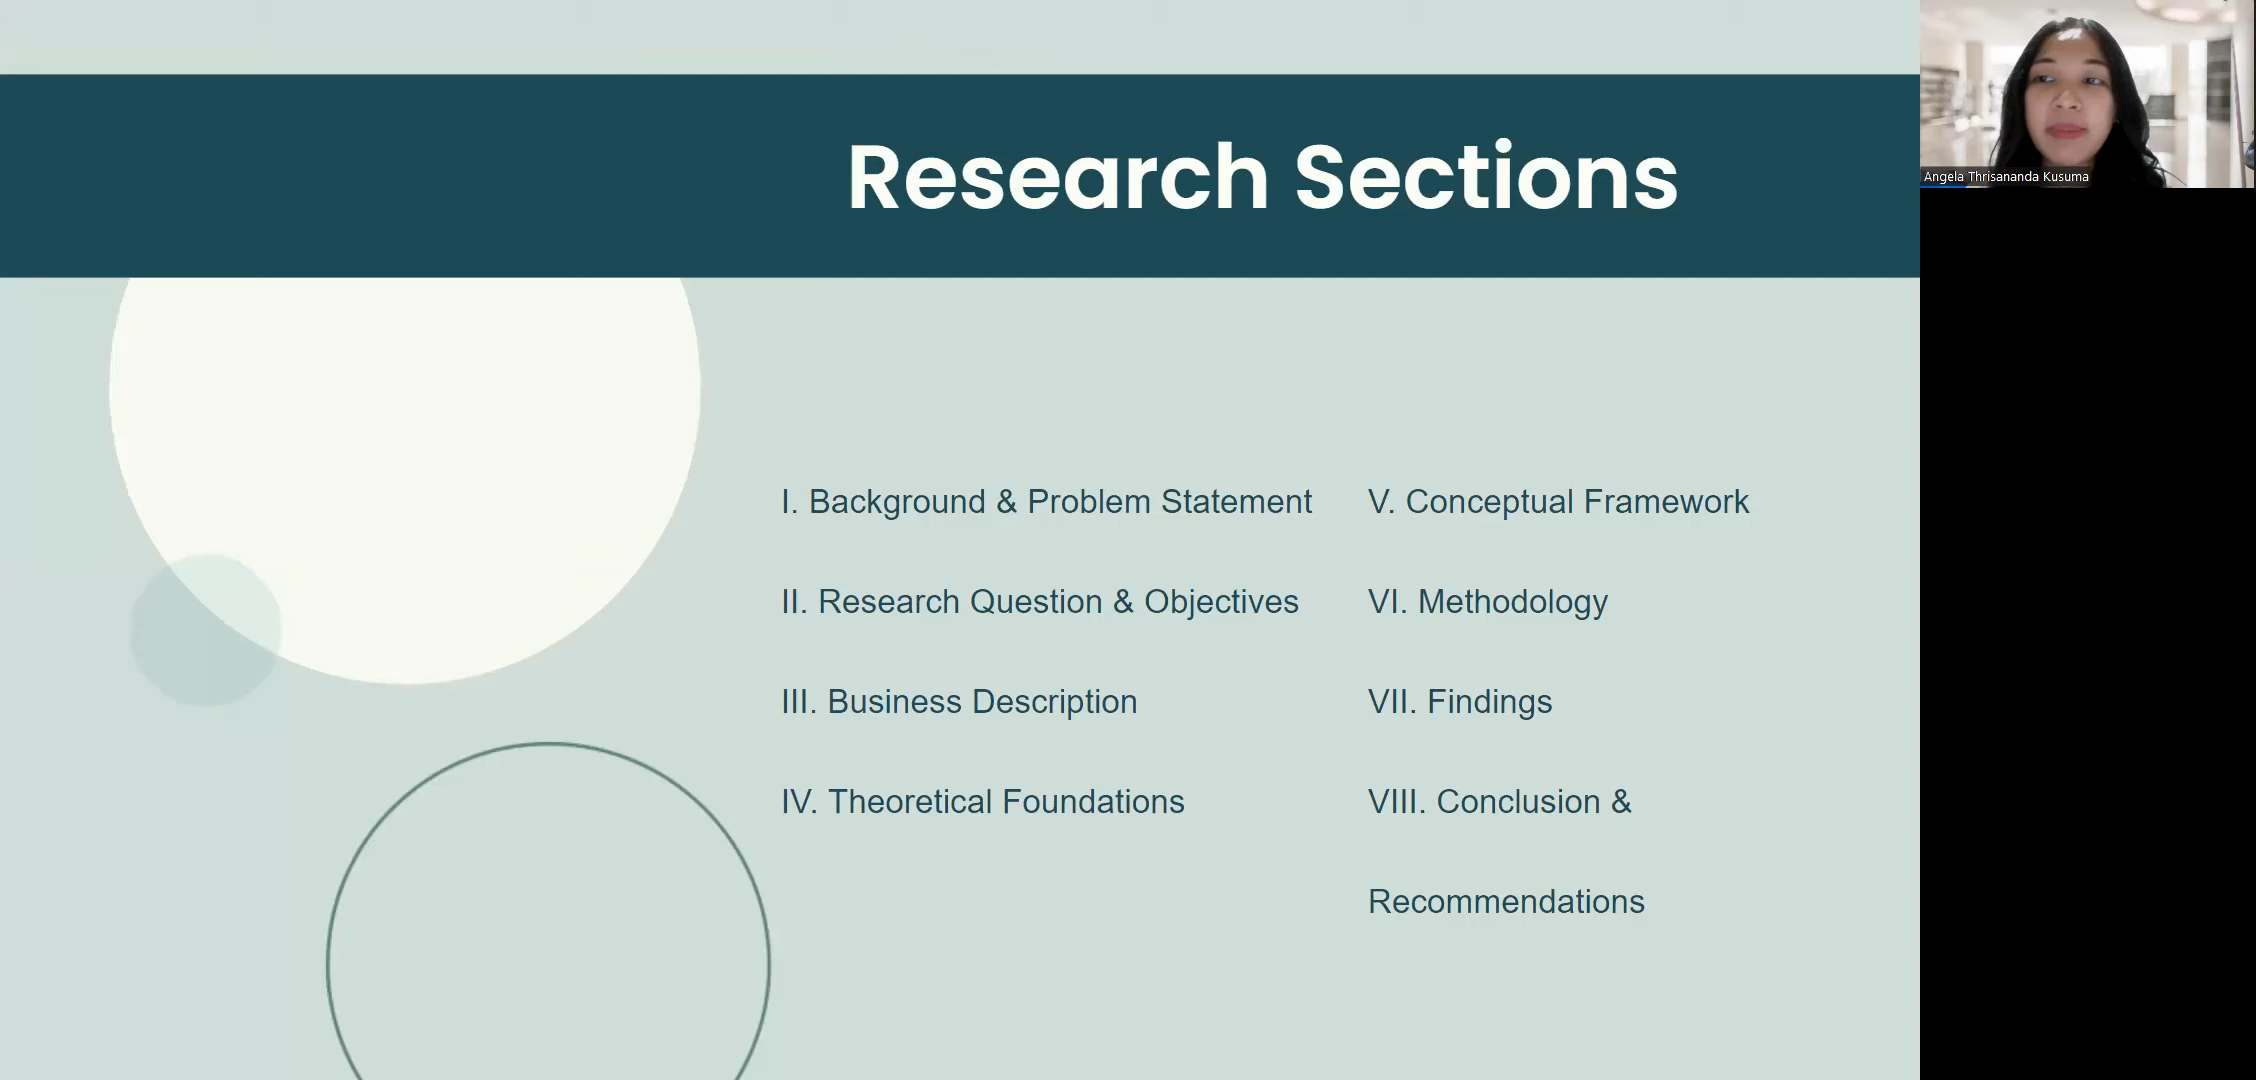 Research Sections
I. Background & Problem Statement
II. Research Question & Objectives
III. Business Description
IV. Theoretical Foundations
V. Conceptual Framework
VI. Methodology
VII. Findings
VIII. Conclusion &
Recommendations
Angela Thrisananda Kusuma